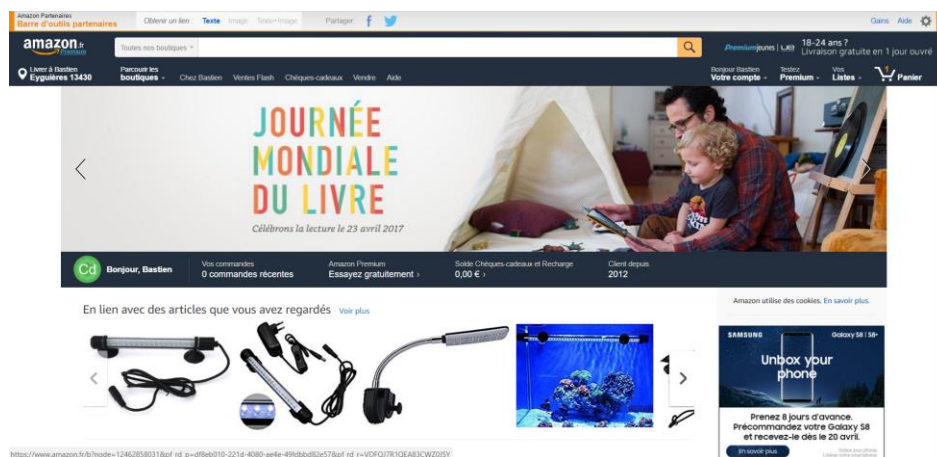 Amazon Partenaires
Barre d'outils partenaires
Obtenir un lien : Texte Image Texte+Image
Partager:
Gains Aide
amazon.fr
Premium
Toutes nos boutiques
Premium jeunes
18-24 ans ?
Livraison gratuite en 1 jour ouvré
Livrer à Bastien
Eyguières 13430
Parcourir les
boutiques
Chez Bastien Ventes Flash Chèques-cadeaux Vendre Aide
Bonjour Bastien
Votre compte
Testez
Premium
Vos
Listes
1
Panier
JOURNÉE
MONDIALE
DU LIVRE
Célébrons la lecture le 23 avril 2017
Cd
Bonjour, Bastien
Vos commandes
0 commandes récentes
Amazon Premium
Essayez gratuitement ›
Solde Chèques-cadeaux et Recharge
0,00 € ›
Client depuis
2012
En lien avec des articles que vous avez regardés Voir plus
Amazon utilise des cookies. En savoir plus.
SAMSUNG
Galaxy S8 | S8+
Unbox your
phone
Prenez 8 jours d'avance.
Précommandez votre Galaxy S8
et recevez-le dès le 20 avril.
En savoir plus